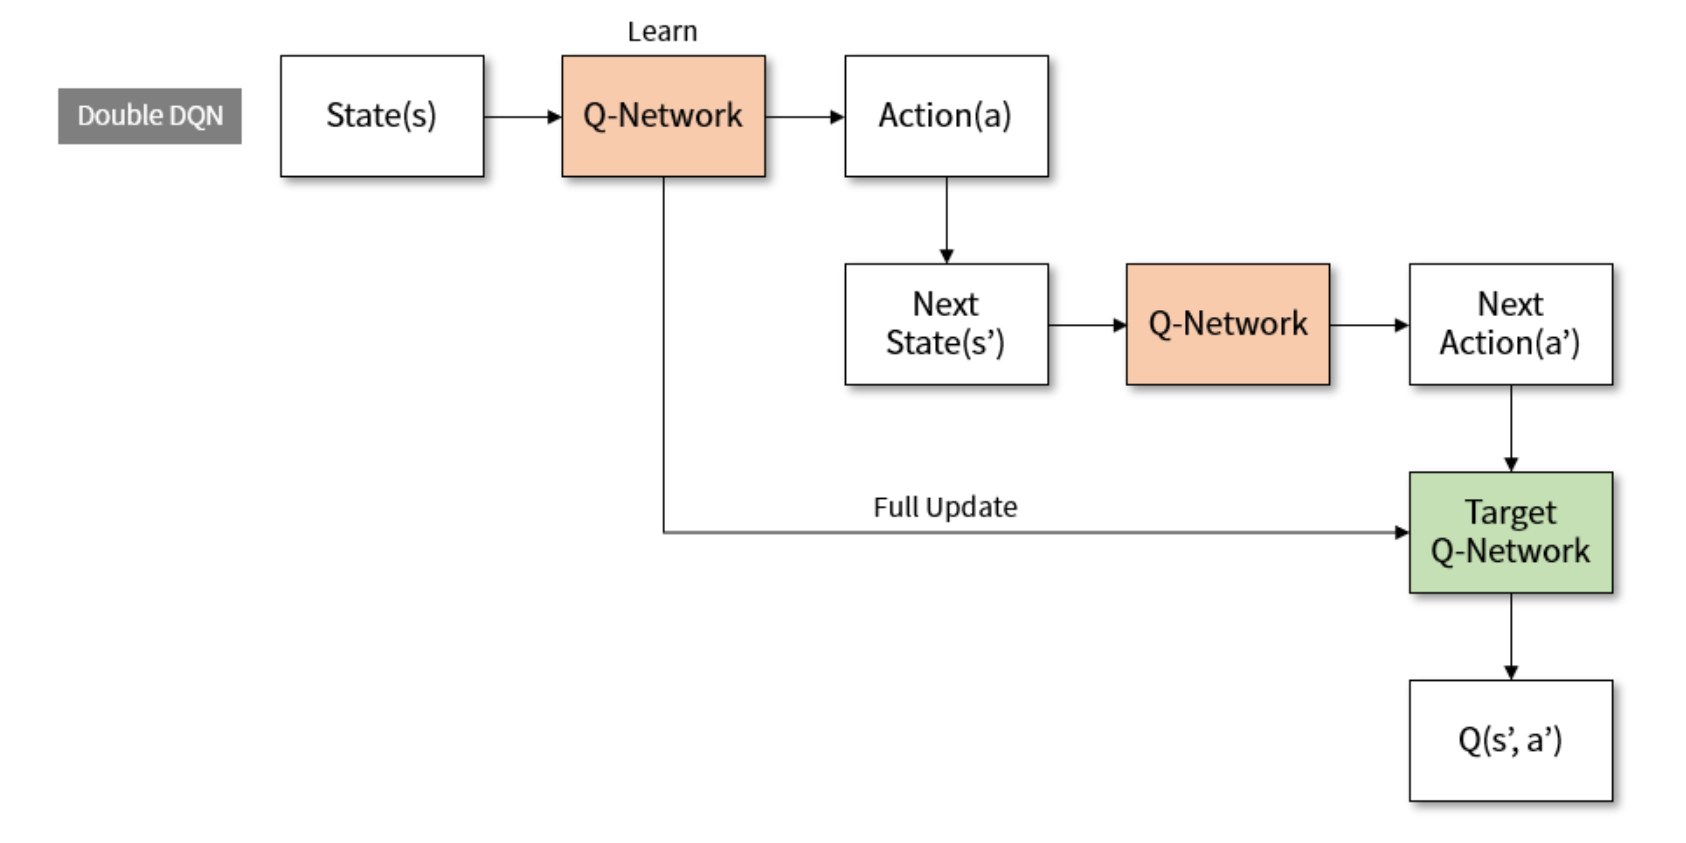 Learn
Double DQN
State(s)
Q-Network
Action(a)
Next
State(s’)
Q-Network
Next
Action(a’)
Full Update
Target
Q-Network
Q(s’, a’)